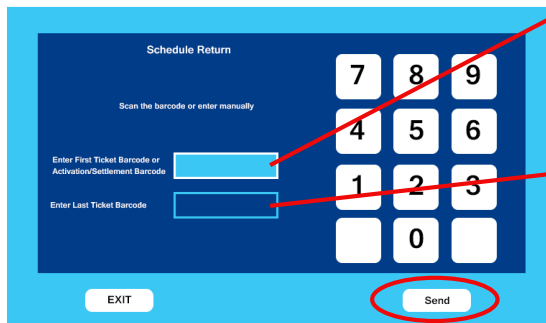 Schedule Return
Scan the barcode or enter manually
Enter First Ticket Barcode or
Activation/Settlement Barcode
Enter Last Ticket Barcode
7 8 9
4 5 6
1 2 3
0
EXIT
Send